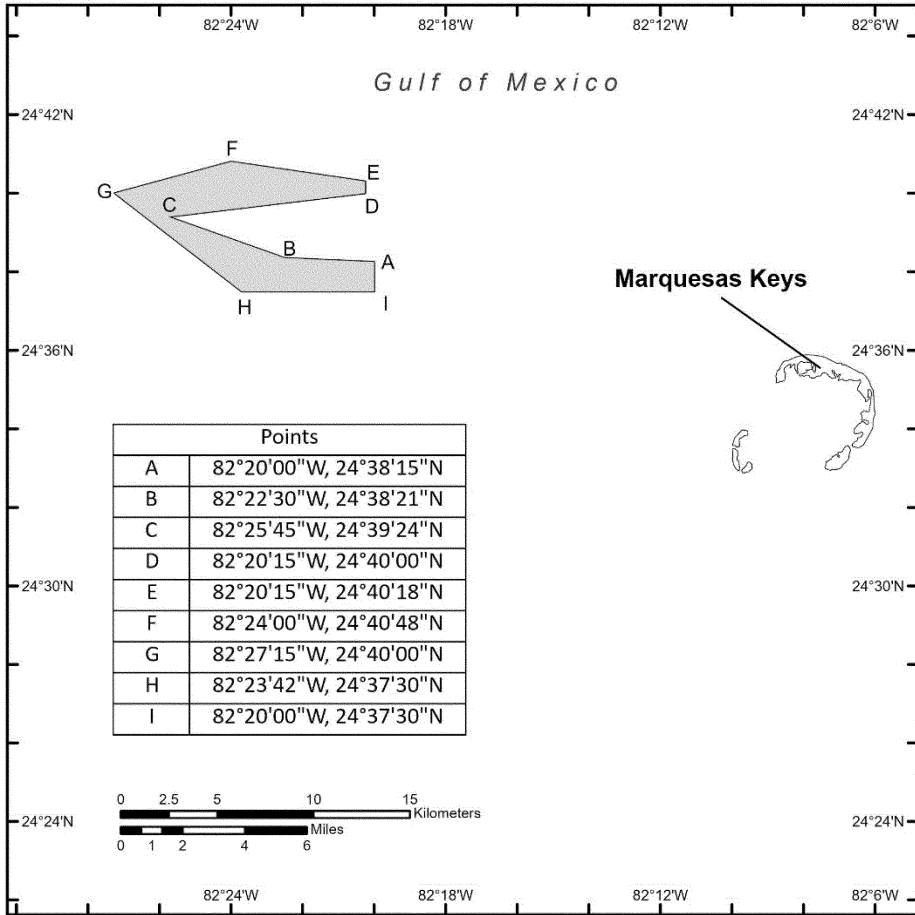 82°24'W 82°18'W 82°12'W 82°6'W
Gulf of Mexico
24°42'N 24°42'N
F
E
G
D
C
B
A
H
I
Marquesas Keys
24°36'N 24°36'N
Points
A 82°20'00"W, 24°38'15"N
B 82°22'30"W, 24°38'21"N
C 82°25'45"W, 24°39'24"N
D 82°20'15"W, 24°40'00"N
E 82°20'15"W, 24°40'18"N
F 82°24'00"W, 24°40'48"N
G 82°27'15"W, 24°40'00"N
H 82°23'42"W, 24°37'30"N
I 82°20'00"W, 24°37'30"N
24°30'N 24°30'N
0 2.5 5 10 15
Kilometers
Miles
0 1 2 4 6
24°24'N 24°24'N
82°24'W 82°18'W 82°12'W 82°6'W